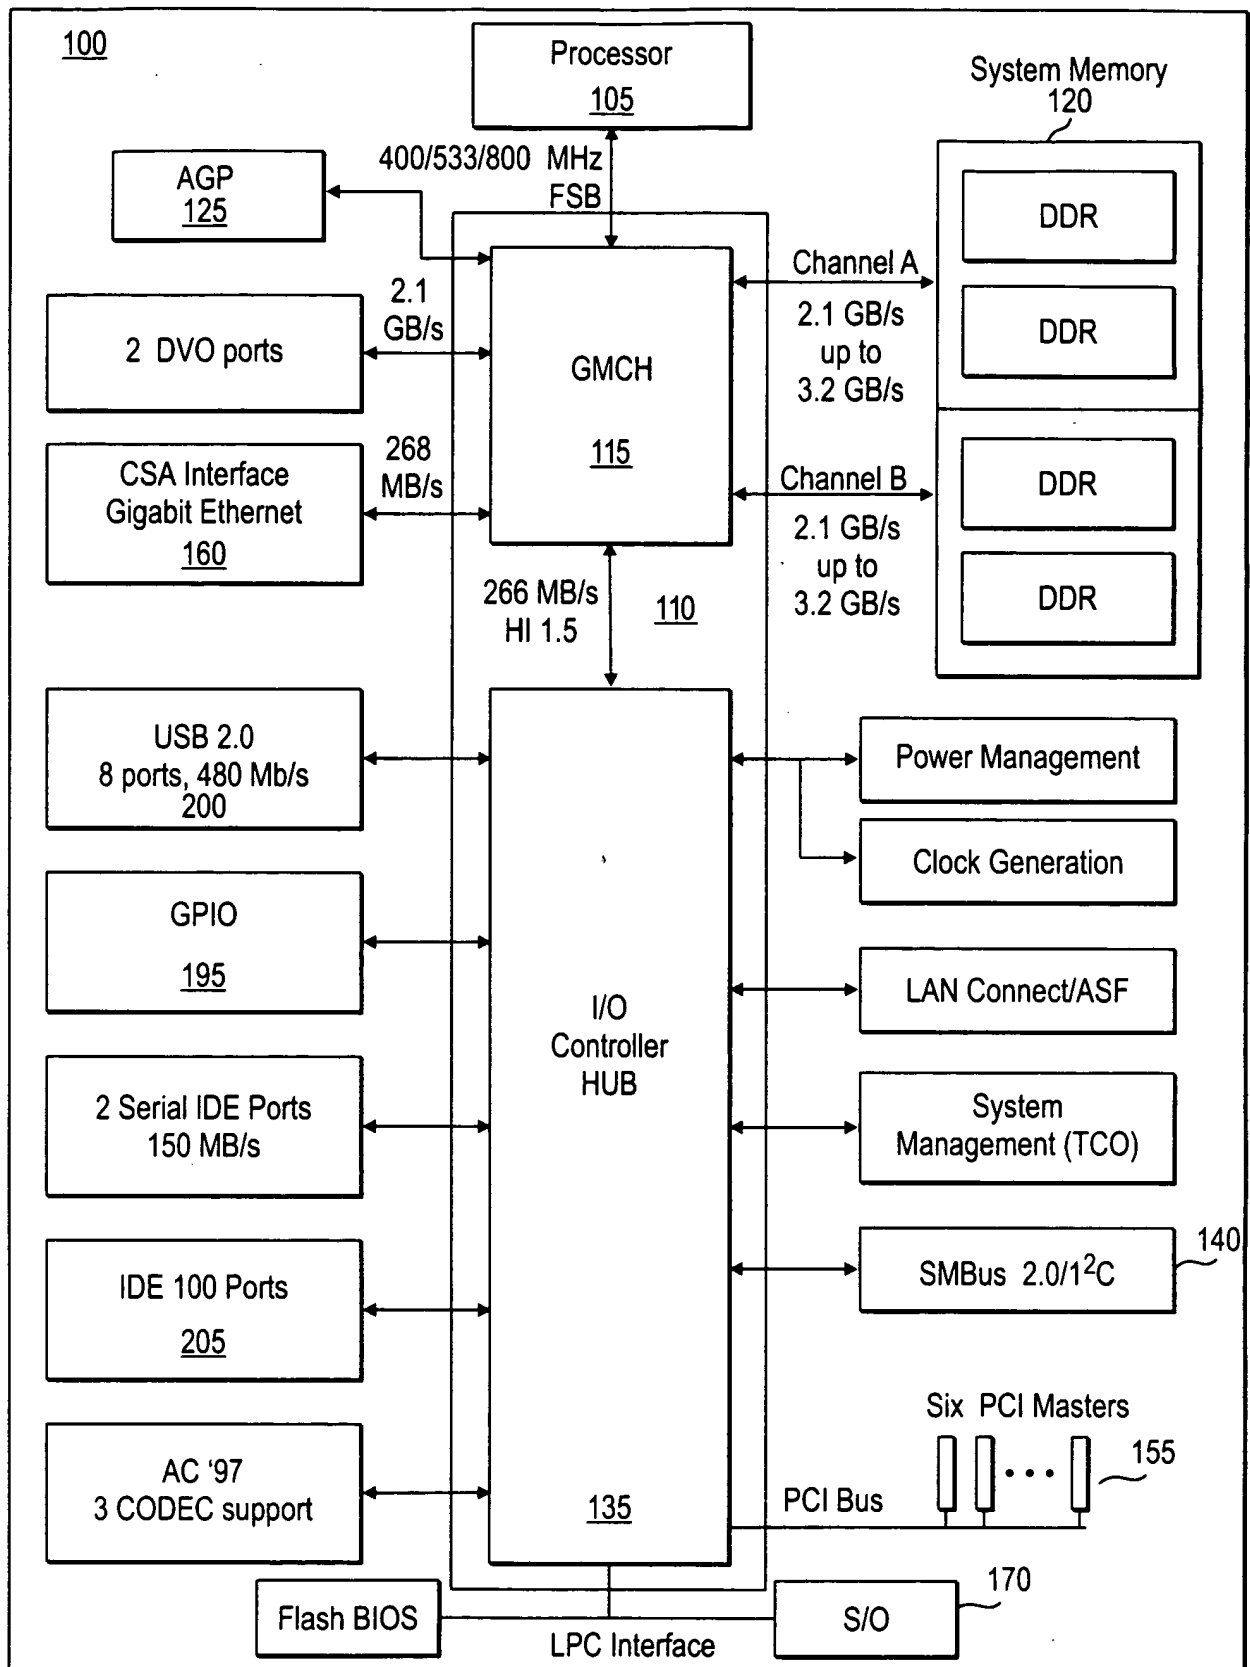 100
Processor
105
System Memory
120
400/533/800 MHz
FSB
AGP
125
DDR
DDR
DDR
DDR
Channel A
2.1 GB/s
up to
3.2 GB/s
Channel B
2.1 GB/s
up to
3.2 GB/s
2.1
GB/s
2 DVO ports
GMCH
115
268
MB/s
CSA Interface
Gigabit Ethernet
160
266 MB/s
HI 1.5
110
USB 2.0
8 ports, 480 Mb/s
200
Power Management
Clock Generation
GPIO
195
LAN Connect/ASF
I/O
Controller
HUB
135
2 Serial IDE Ports
150 MB/s
System
Management (TCO)
IDE 100 Ports
205
SMBus 2.0/1²C
140
Six PCI Masters
155
PCI Bus
AC ‘97
3 CODEC support
Flash BIOS
LPC Interface
S/O
170